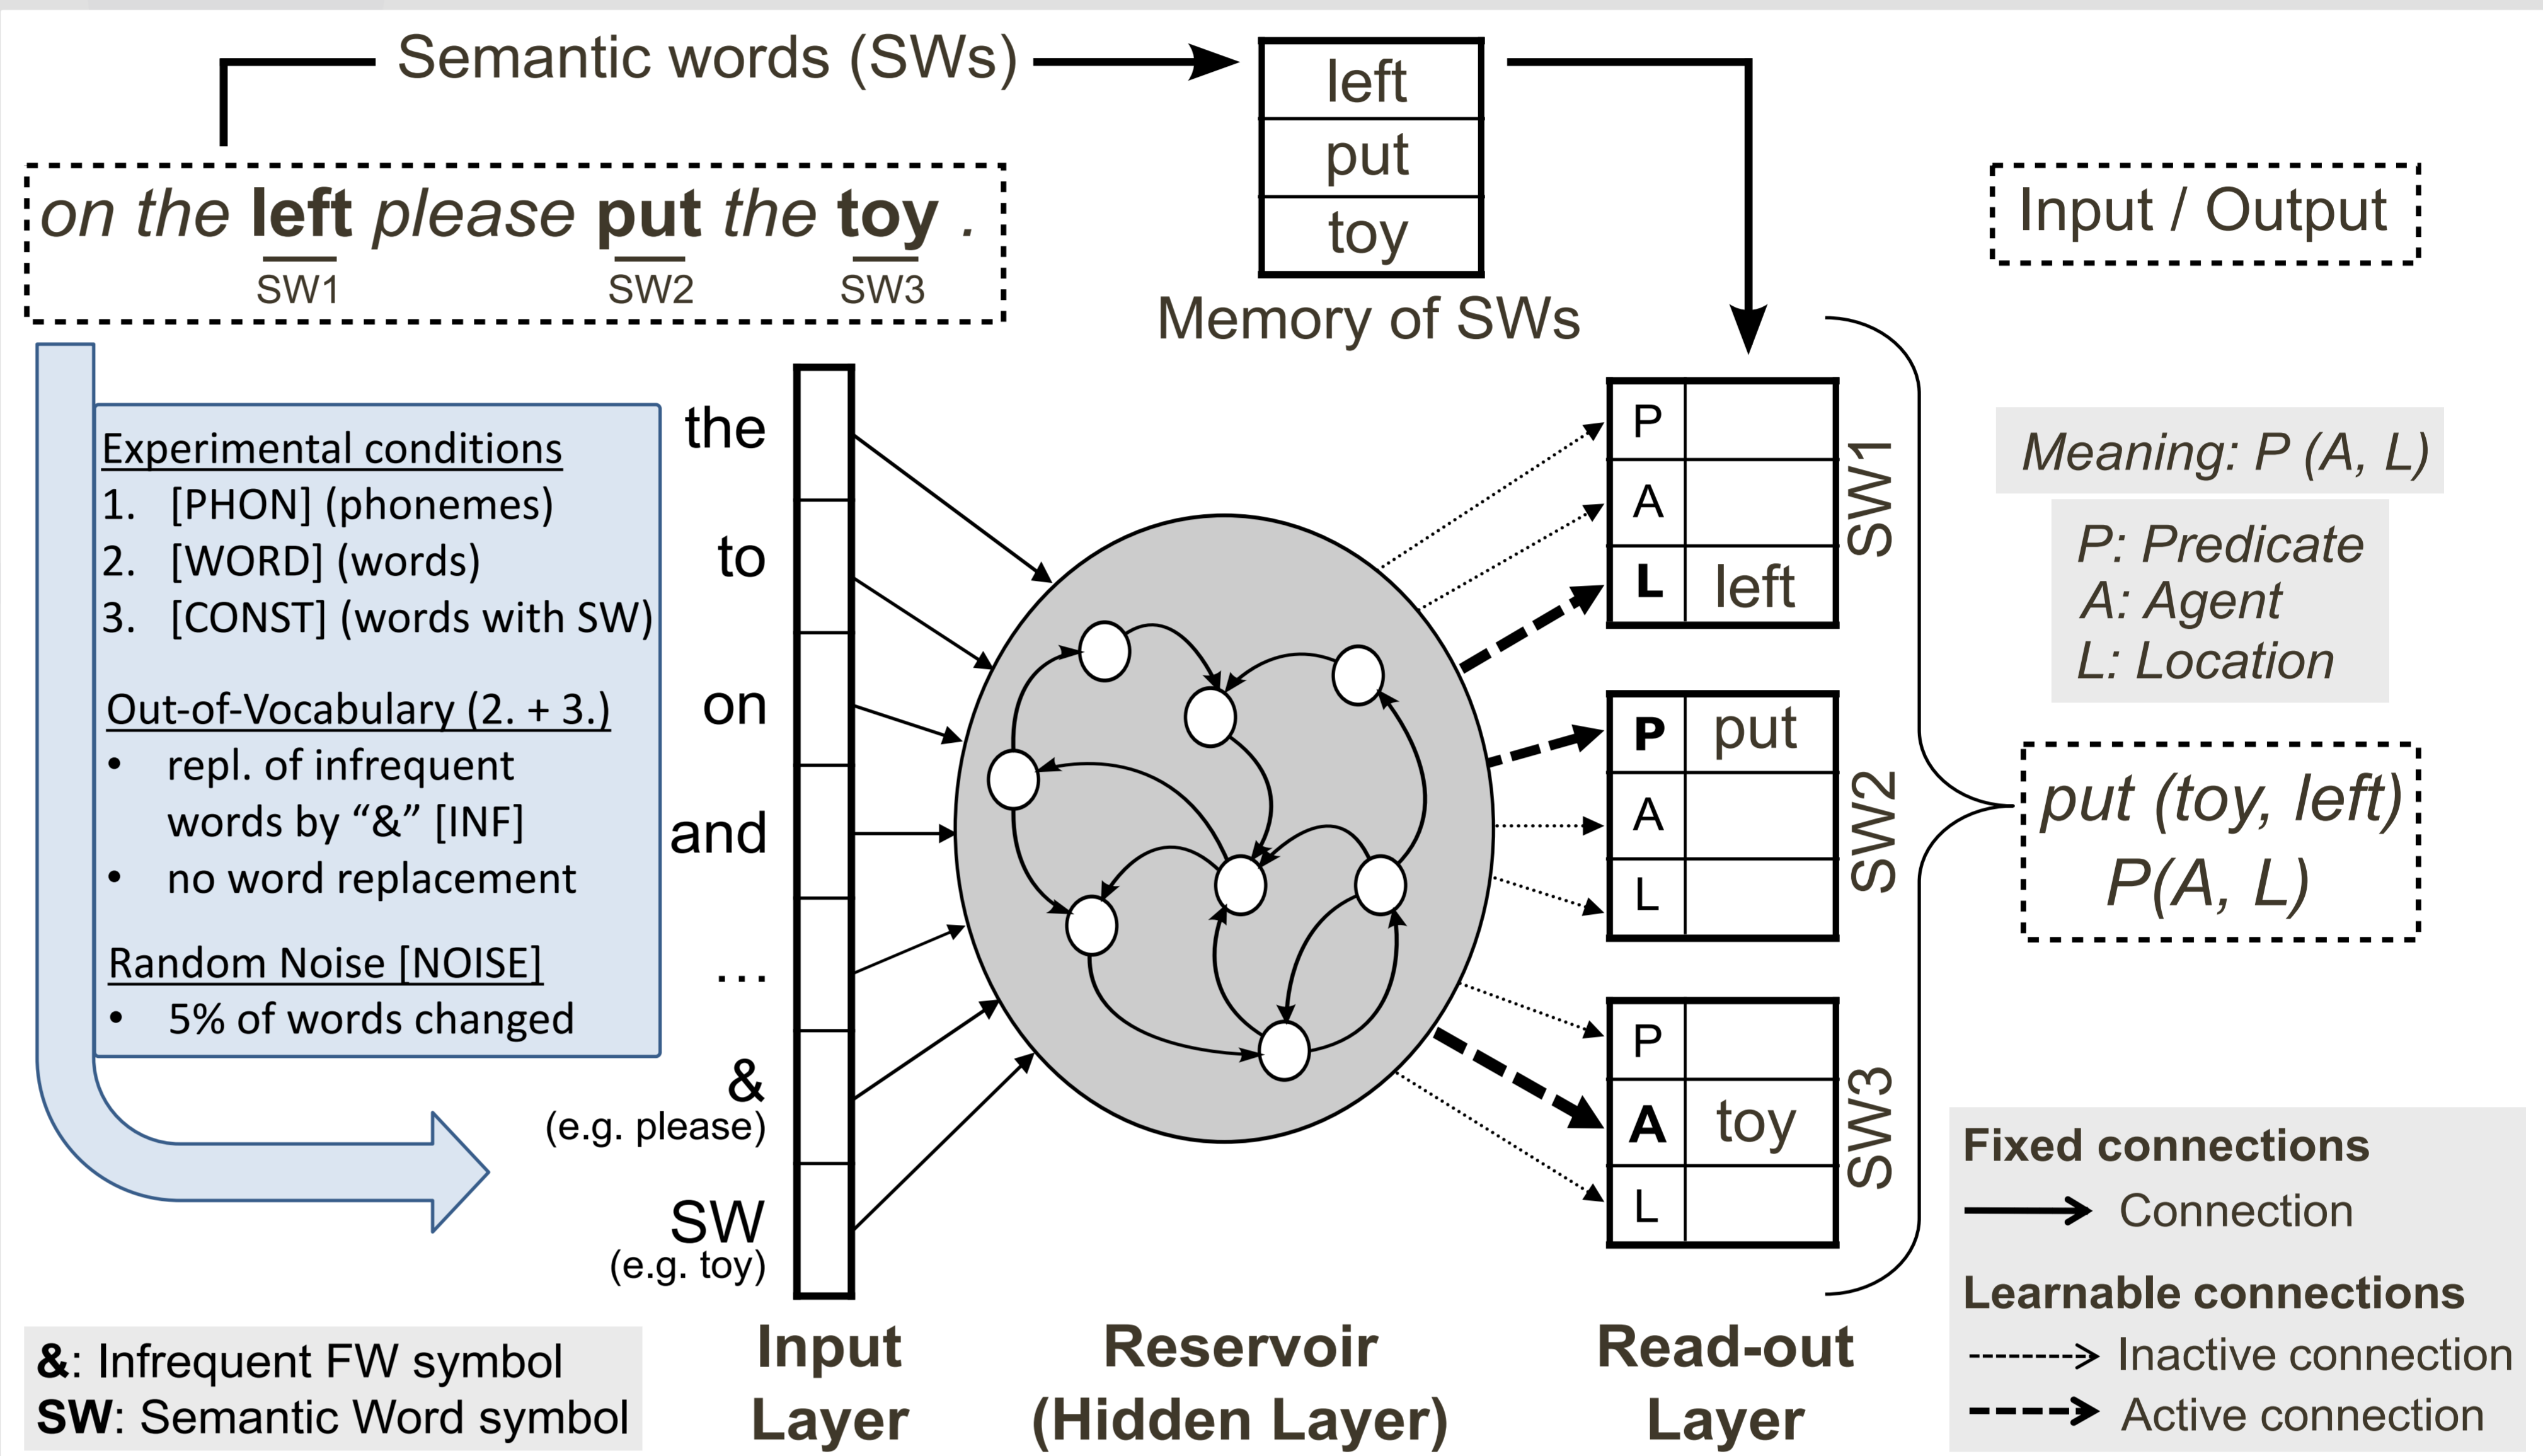 Semantic words (SWs)
left
put
toy
Memory of SWs
on the left please put the toy .
SW1
SW2
SW3
Input / Output
Experimental conditions
1. [PHON] (phonemes)
2. [WORD] (words)
3. [CONST] (words with SW)
Out-of-Vocabulary (2. + 3.)
• repl. of infrequent
words by “&” [INF]
• no word replacement
Random Noise [NOISE]
• 5% of words changed
the
to
on
and
...
&
(e.g. please)
SW
(e.g. toy)
P
A
L left
SW1
P put
A
L
SW2
P
A toy
L
SW3
Meaning: P (A, L)
P: Predicate
A: Agent
L: Location
put (toy, left)
P(A, L)
Fixed connections
Connection
Learnable connections
Inactive connection
Active connection
&: Infrequent FW symbol
SW: Semantic Word symbol
Input
Layer
Reservoir
(Hidden Layer)
Read-out
Layer